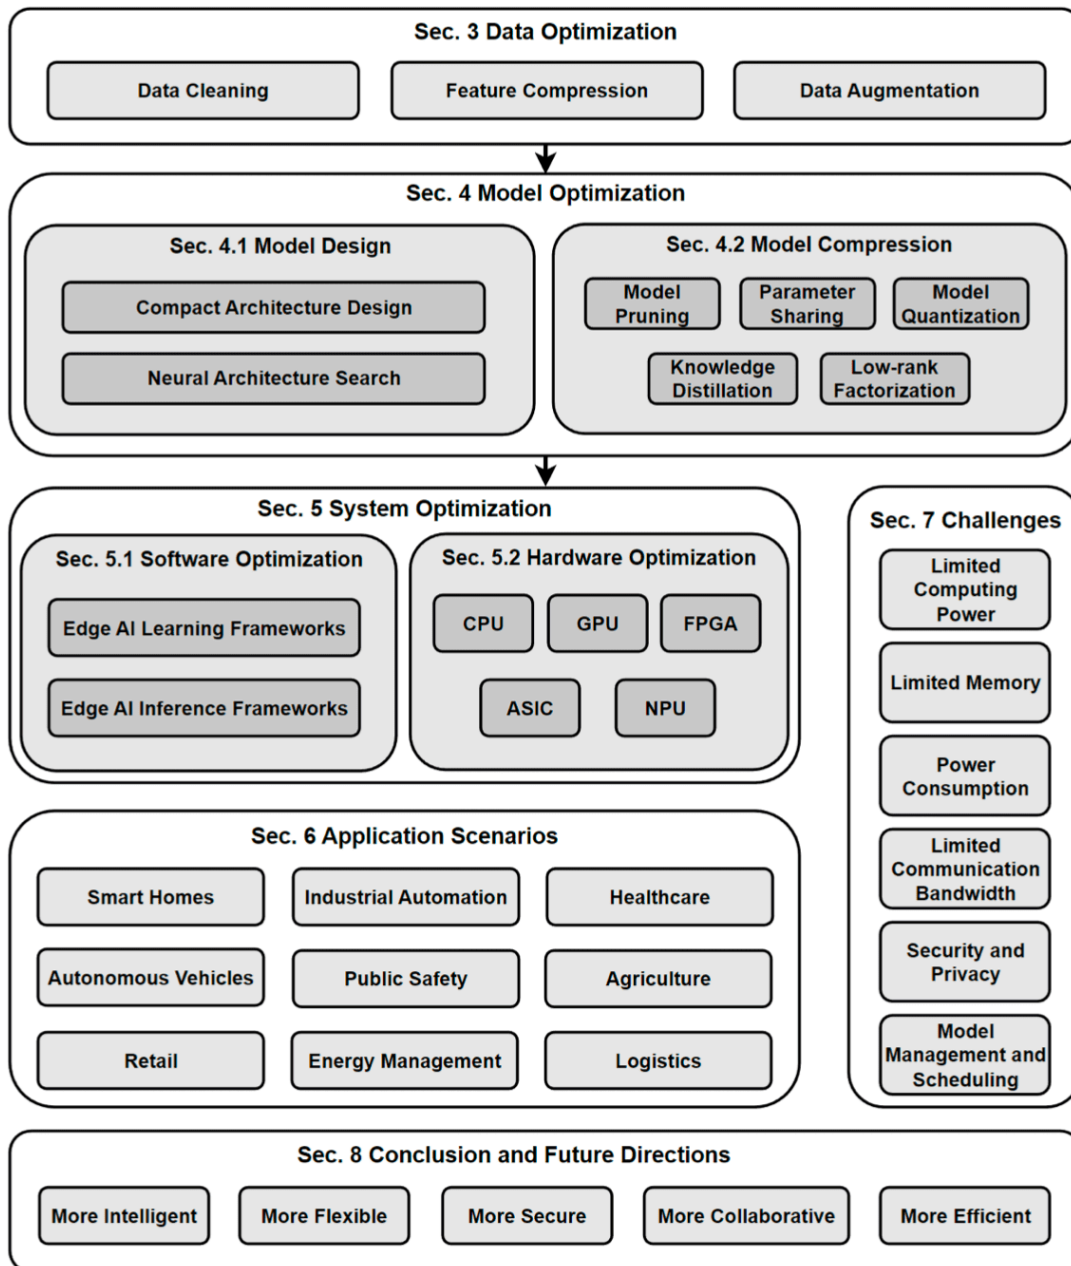 Sec. 3 Data Optimization
Data Cleaning
Feature Compression
Data Augmentation
Sec. 4 Model Optimization
Sec. 4.1 Model Design
Compact Architecture Design
Neural Architecture Search
Sec. 4.2 Model Compression
Model
Pruning
Parameter
Sharing
Model
Quantization
Knowledge
Distillation
Low-rank
Factorization
Sec. 5 System Optimization
Sec. 5.1 Software Optimization
Edge AI Learning Frameworks
Edge AI Inference Frameworks
Sec. 5.2 Hardware Optimization
CPU
GPU
FPGA
ASIC
NPU
Sec. 6 Application Scenarios
Smart Homes
Industrial Automation
Healthcare
Autonomous Vehicles
Public Safety
Agriculture
Retail
Energy Management
Logistics
Sec. 7 Challenges
Limited
Computing
Power
Limited Memory
Power
Consumption
Limited
Communication
Bandwidth
Security and
Privacy
Model
Management and
Scheduling
Sec. 8 Conclusion and Future Directions
More Intelligent
More Flexible
More Secure
More Collaborative
More Efficient